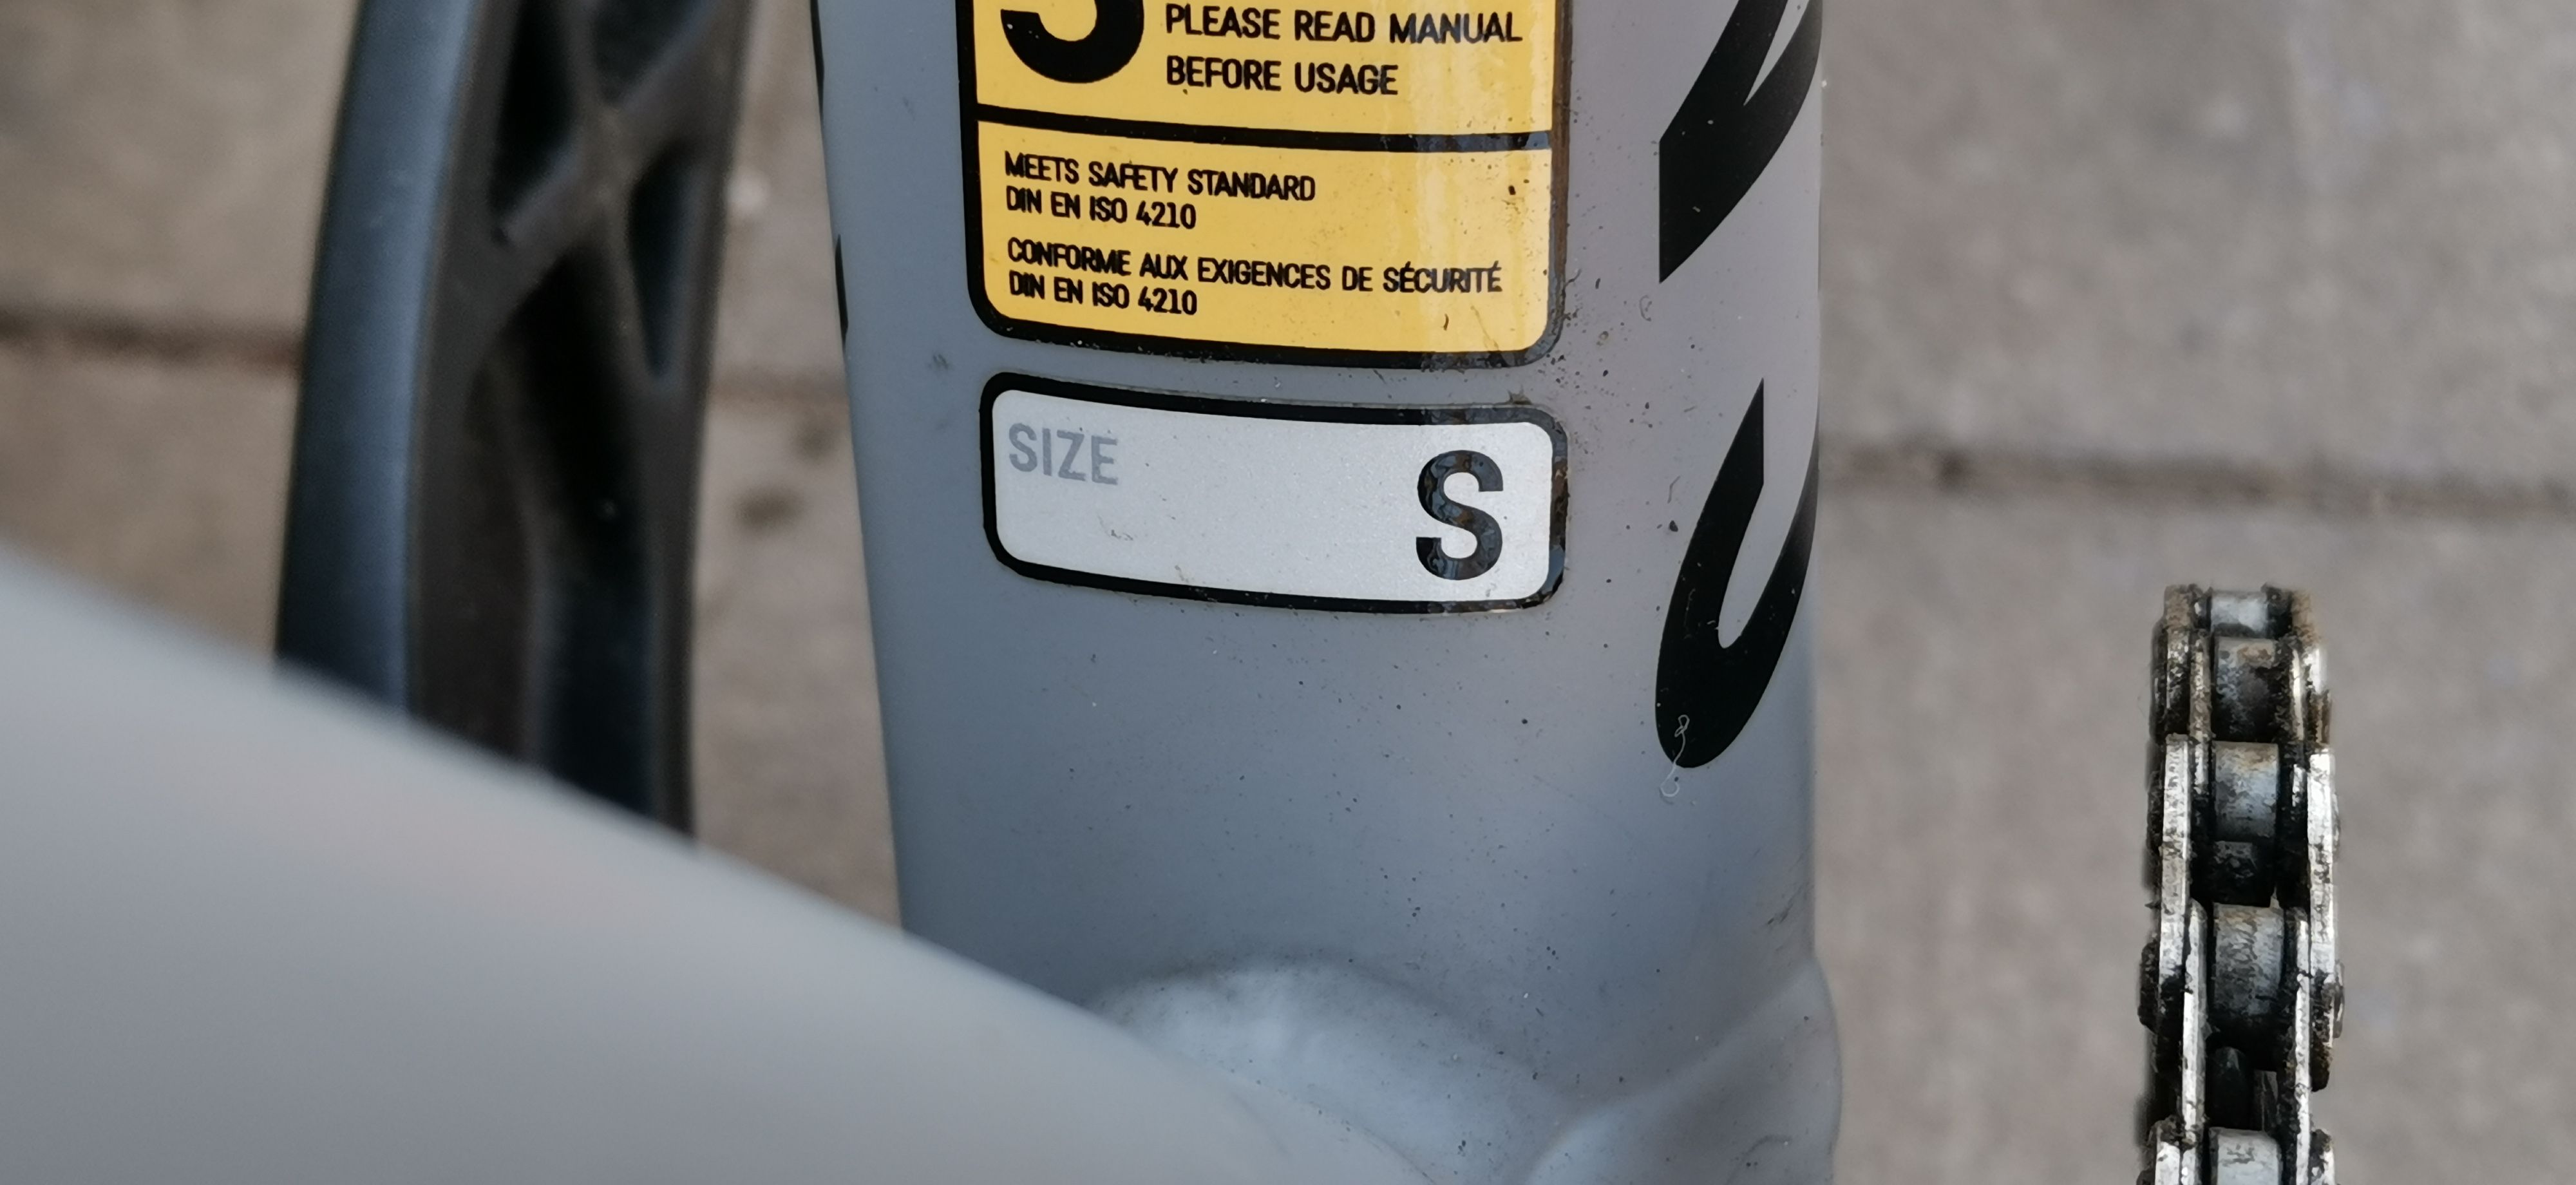 3 PLEASE READ MANUAL
BEFORE USAGE
MEETS SAFETY STANDARD
DIN EN ISO 4210
CONFORME AUX EXIGENCES DE SÉCURITÉ
DIN EN ISO 4210
SIZE S